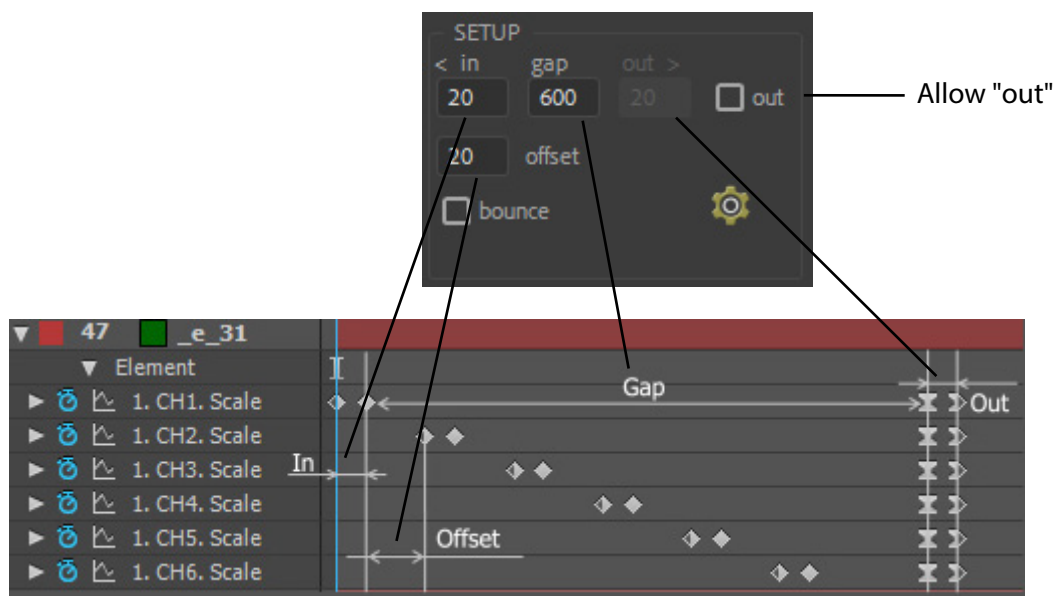 SETUP
< in gap out >
20 600 20 out
Allow "out"
20 offset
bounce
47 _e_31
Element
Gap
1. CH1. Scale
Out
1. CH2. Scale
In
1. CH3. Scale
1. CH4. Scale
1. CH5. Scale
Offset
1. CH6. Scale